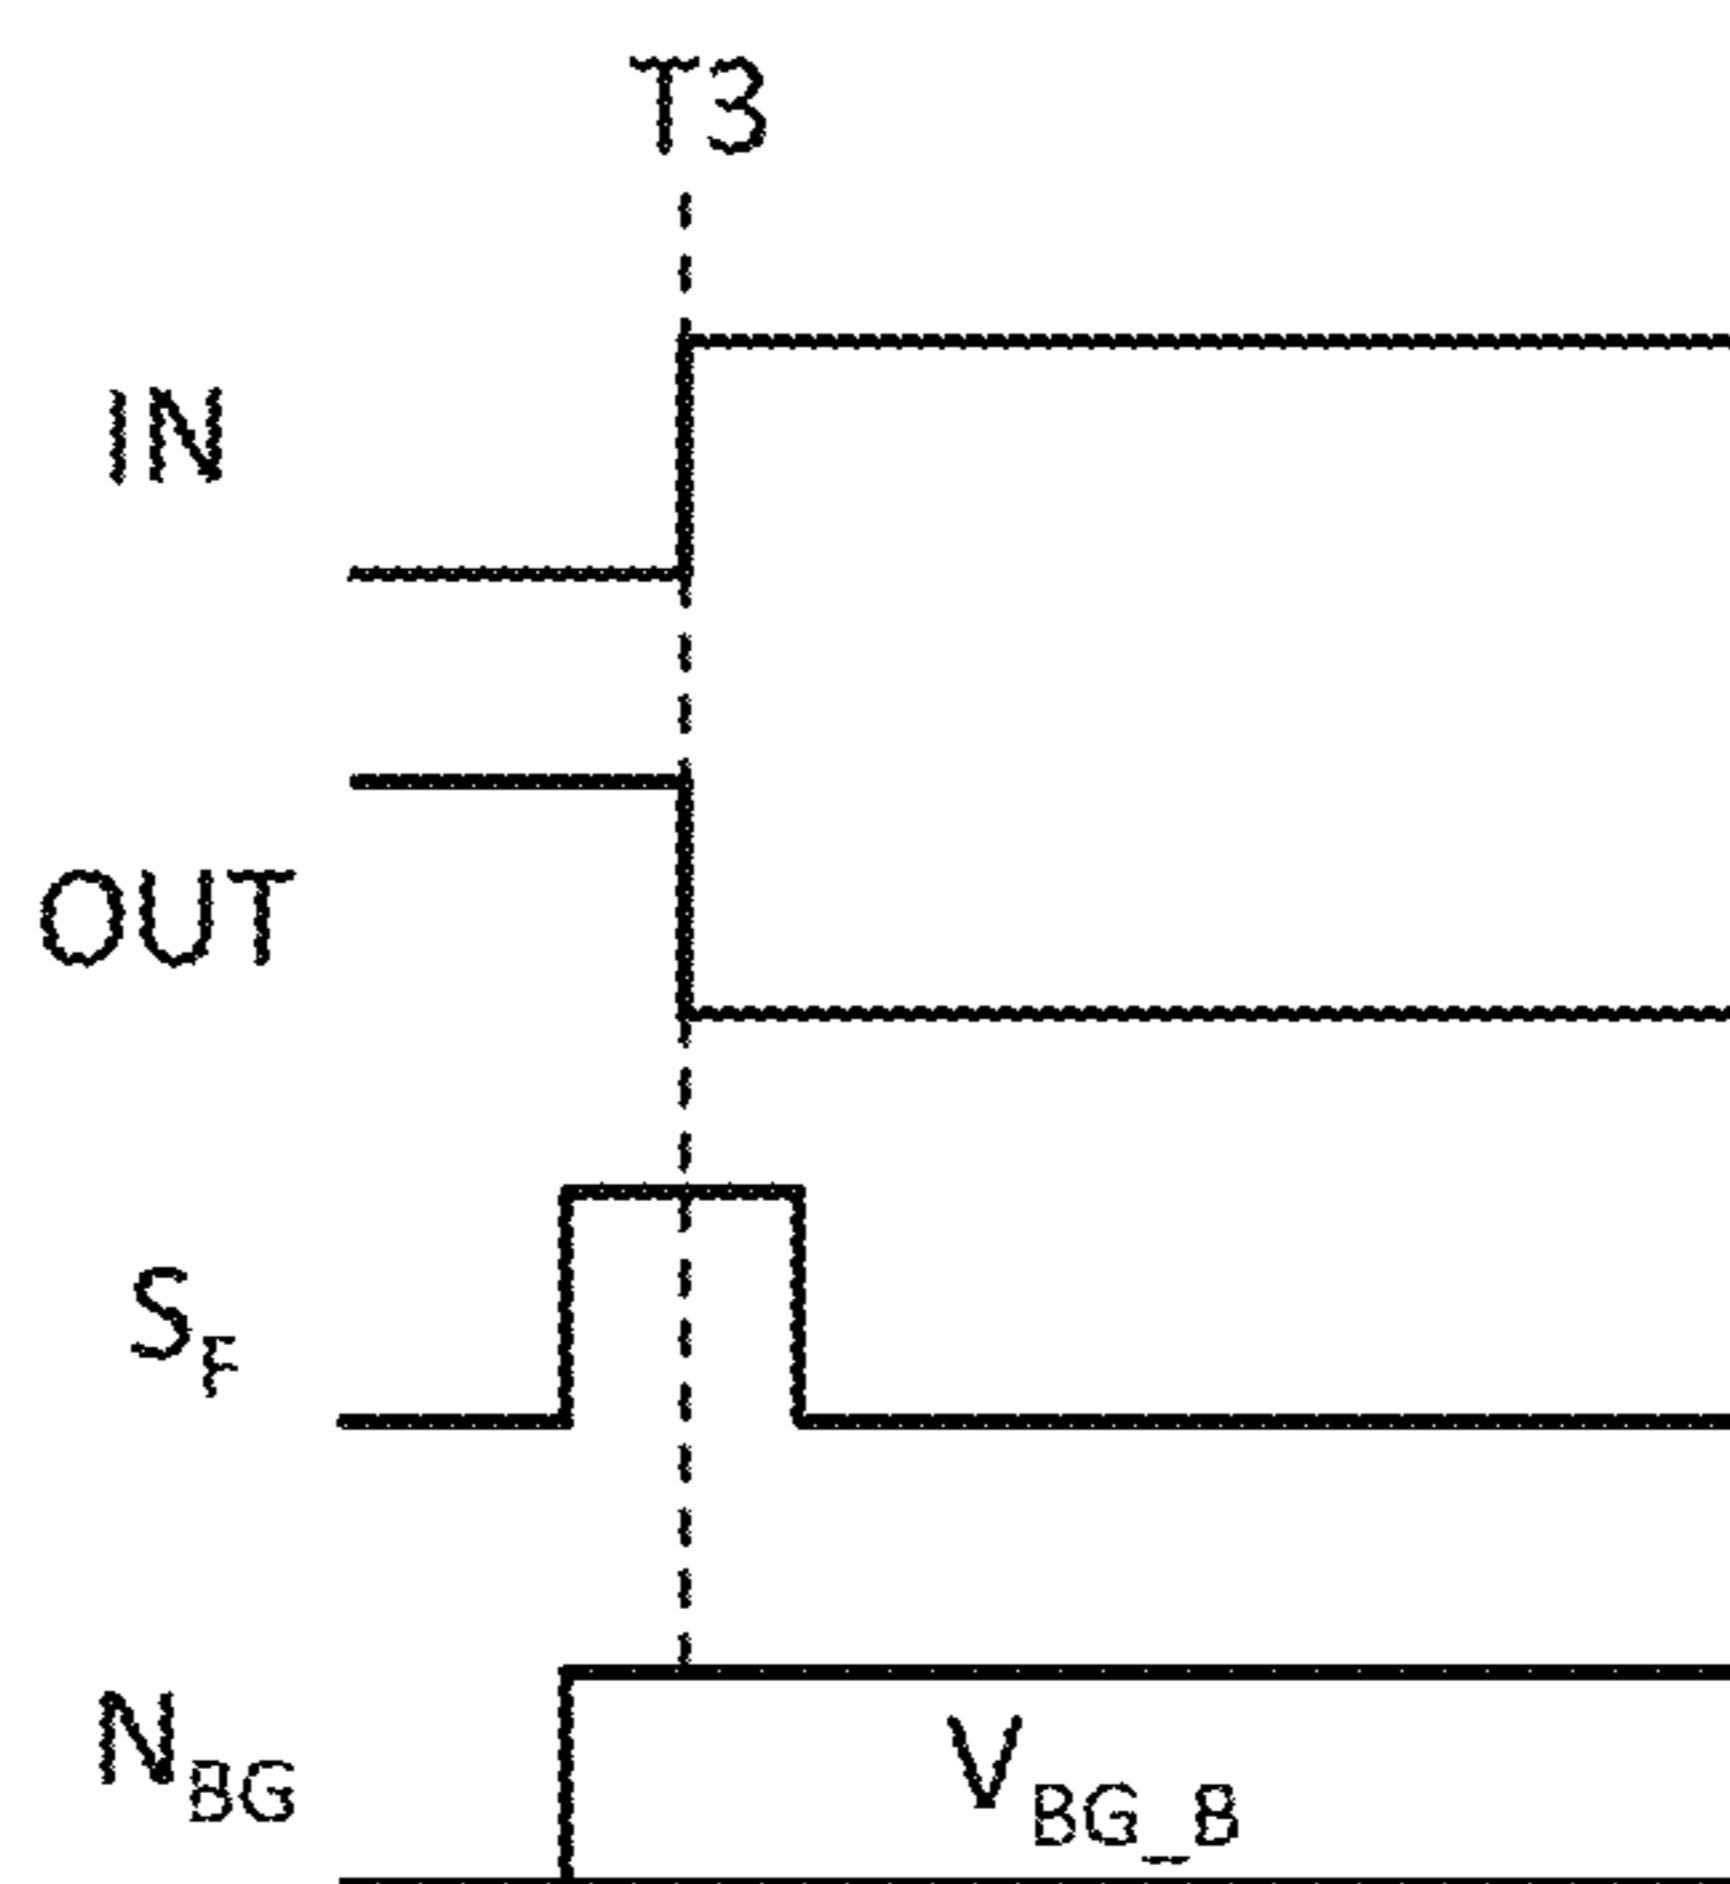 T3
IN
OUT
S_F
N_BG
V_BG_B